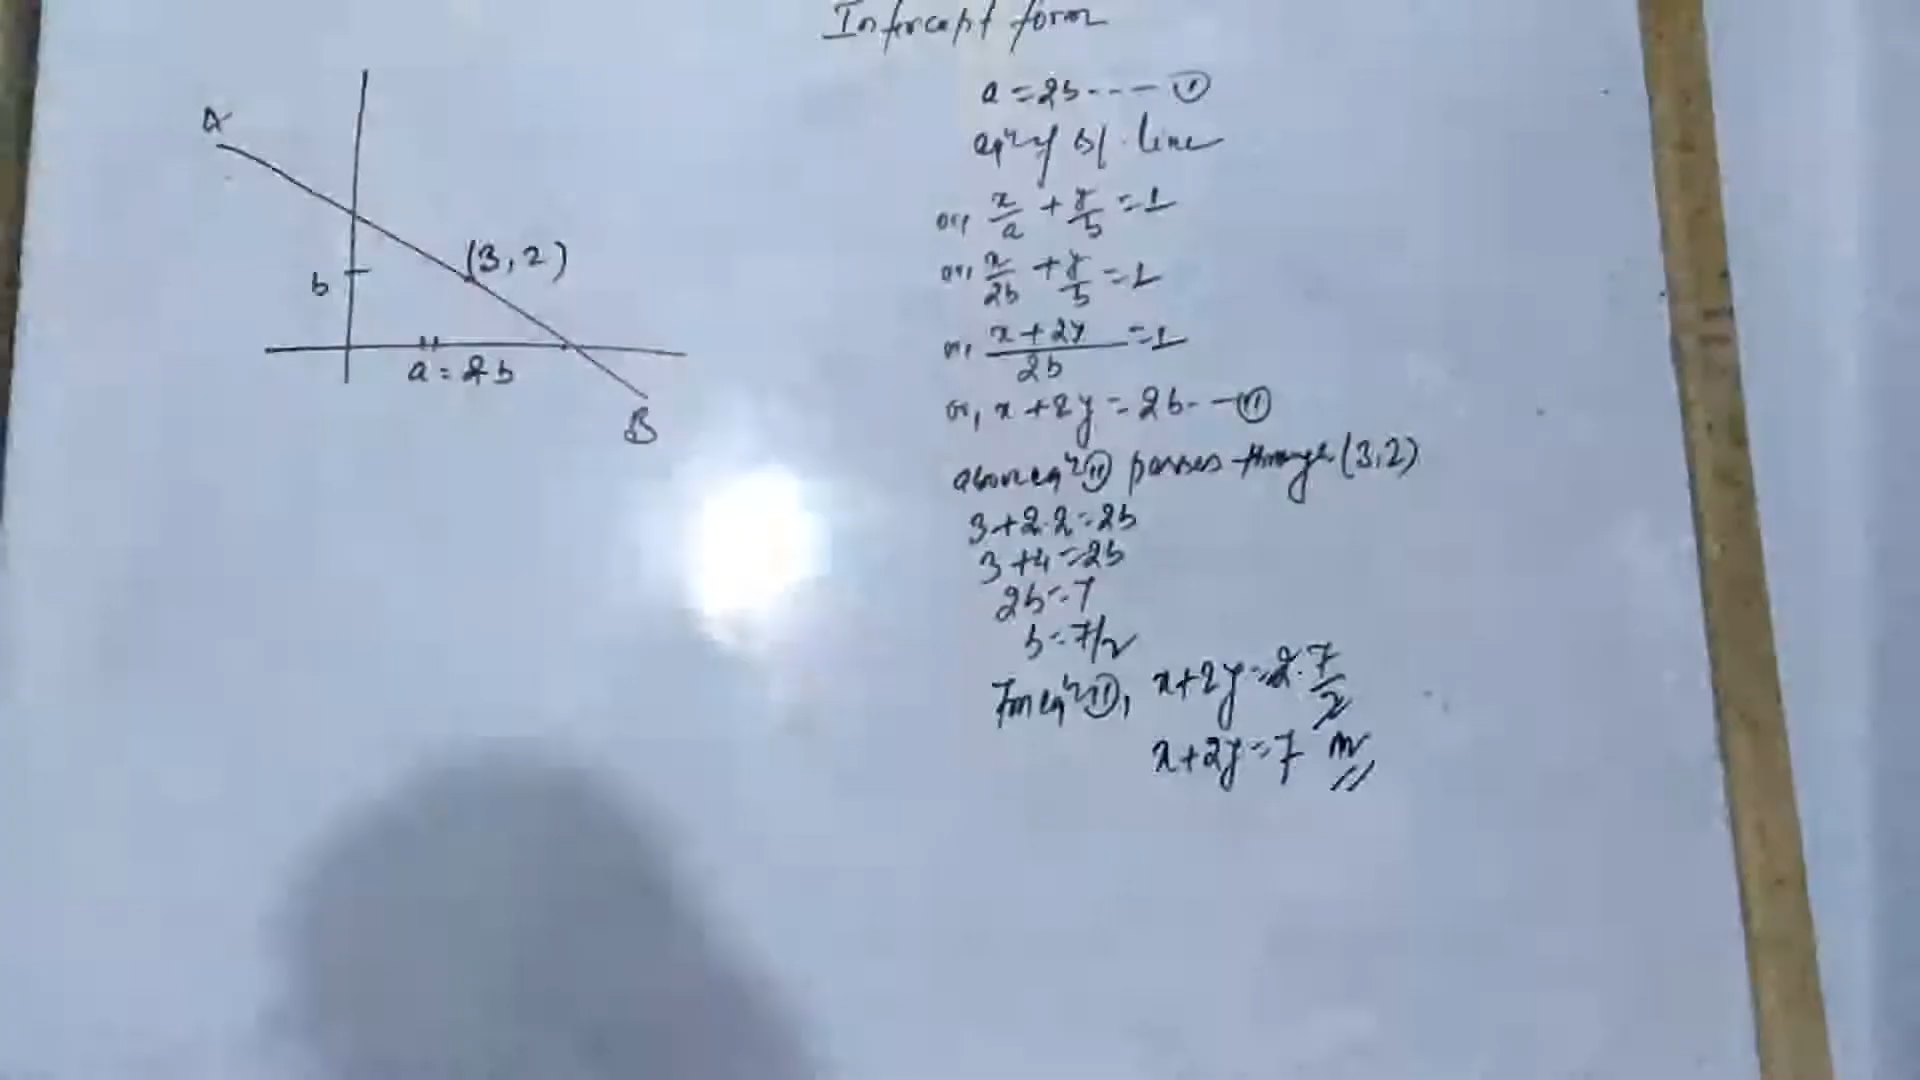 Intercept form
A
(3,2)
b
a = 2b
B
a = 2b ---- (i)
eqn of st. line
or, x/a + y/b = 1
or, x/2b + y/b = 1
or, (x + 2y)/2b = 1
or, x + 2y = 2b - (ii)
above eqn (ii) passes through (3,2)
3 + 2.2 = 2b
3 + 4 = 2b
2b = 7
b = 7/2
eqn (ii), x + 2y = 2.7/2
x + 2y = 7